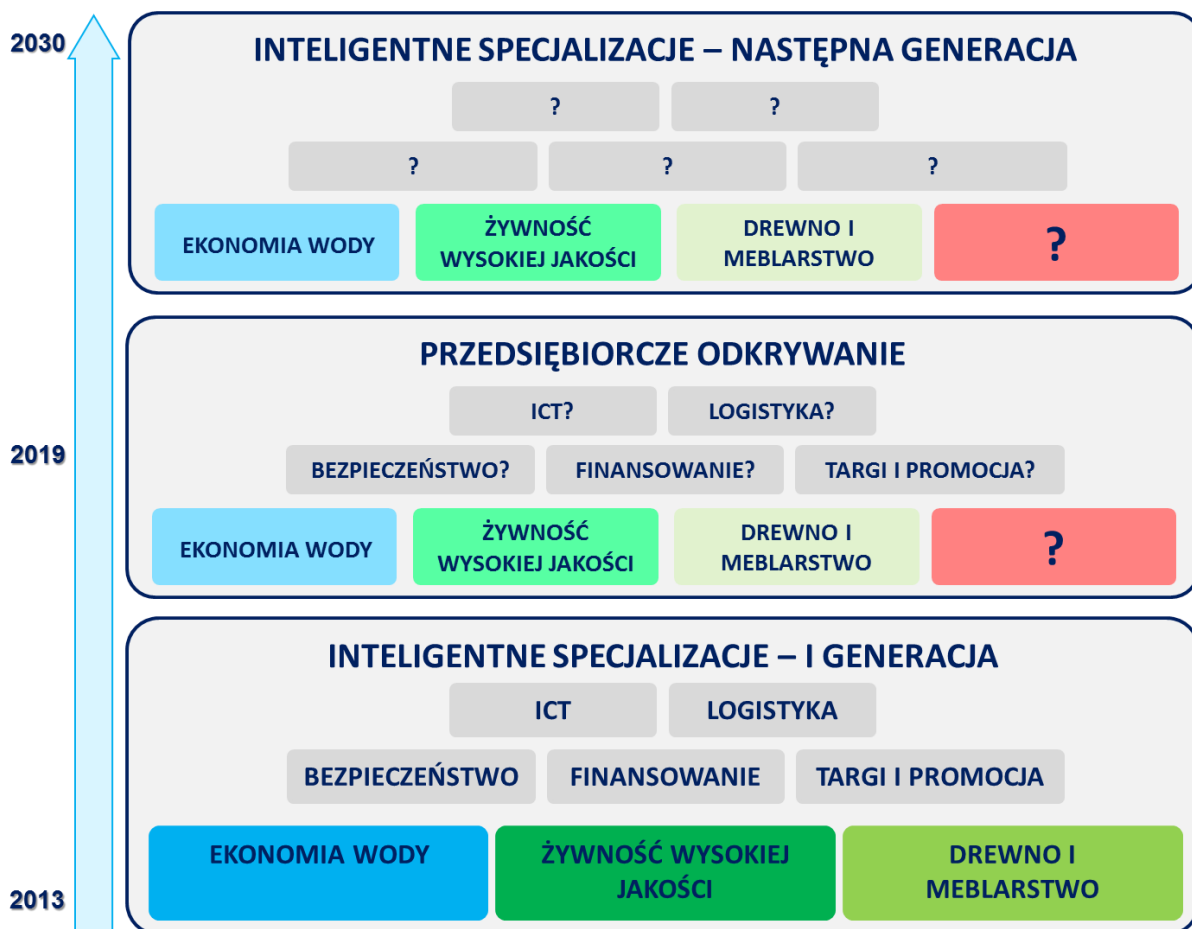 2030
INTELIGENTNE SPECJALIZACJE – NASTĘPNA GENERACJA
? ?
? ? ?
EKONOMIA WODY
ŻYWNOŚĆ
WYSOKIEJ JAKOŚCI
DREWNO I
MEBLARSTWO
?
PRZEDSIĘBIORCZE ODKRYWANIE
ICT? LOGISTYKA?
2019
BEZPIECZEŃSTWO? FINANSOWANIE? TARGI I PROMOCJA?
EKONOMIA WODY
ŻYWNOŚĆ
WYSOKIEJ JAKOŚCI
DREWNO I
MEBLARSTWO
?
INTELIGENTNE SPECJALIZACJE – I GENERACJA
ICT LOGISTYKA
BEZPIECZEŃSTWO FINANSOWANIE TARGI I PROMOCJA
EKONOMIA WODY
ŻYWNOŚĆ WYSOKIEJ
JAKOŚCI
DREWNO I
MEBLARSTWO
2013